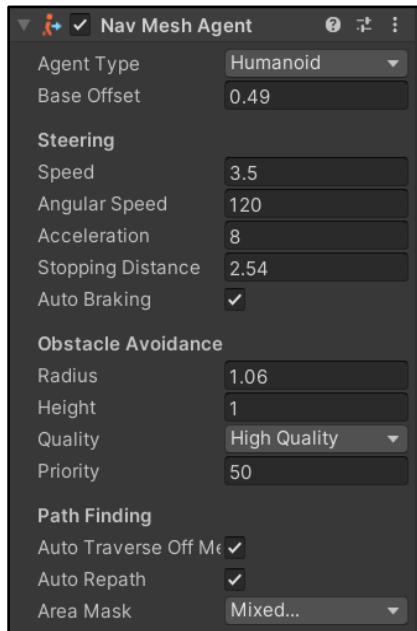 Nav Mesh Agent
Agent Type Humanoid
Base Offset 0.49
Steering
Speed 3.5
Angular Speed 120
Acceleration 8
Stopping Distance 2.54
Auto Braking
Obstacle Avoidance
Radius 1.06
Height 1
Quality High Quality
Priority 50
Path Finding
Auto Traverse Off Me
Auto Repath
Area Mask Mixed...